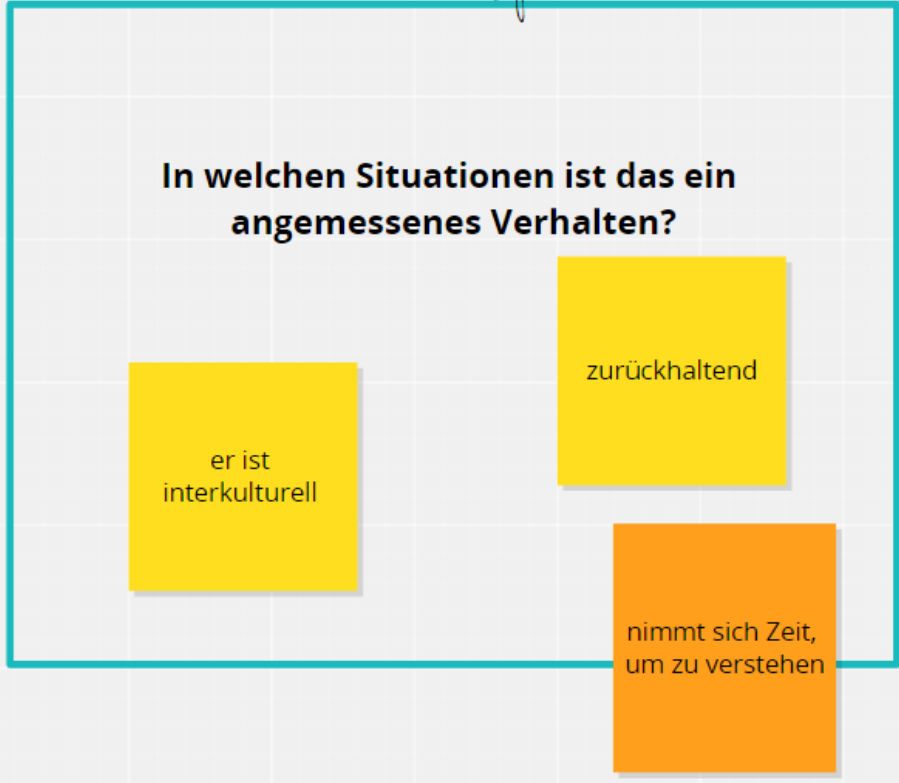 In welchen Situationen ist das ein
angemessenes Verhalten?
zurückhaltend
er ist
interkulturell
nimmt sich Zeit,
um zu verstehen